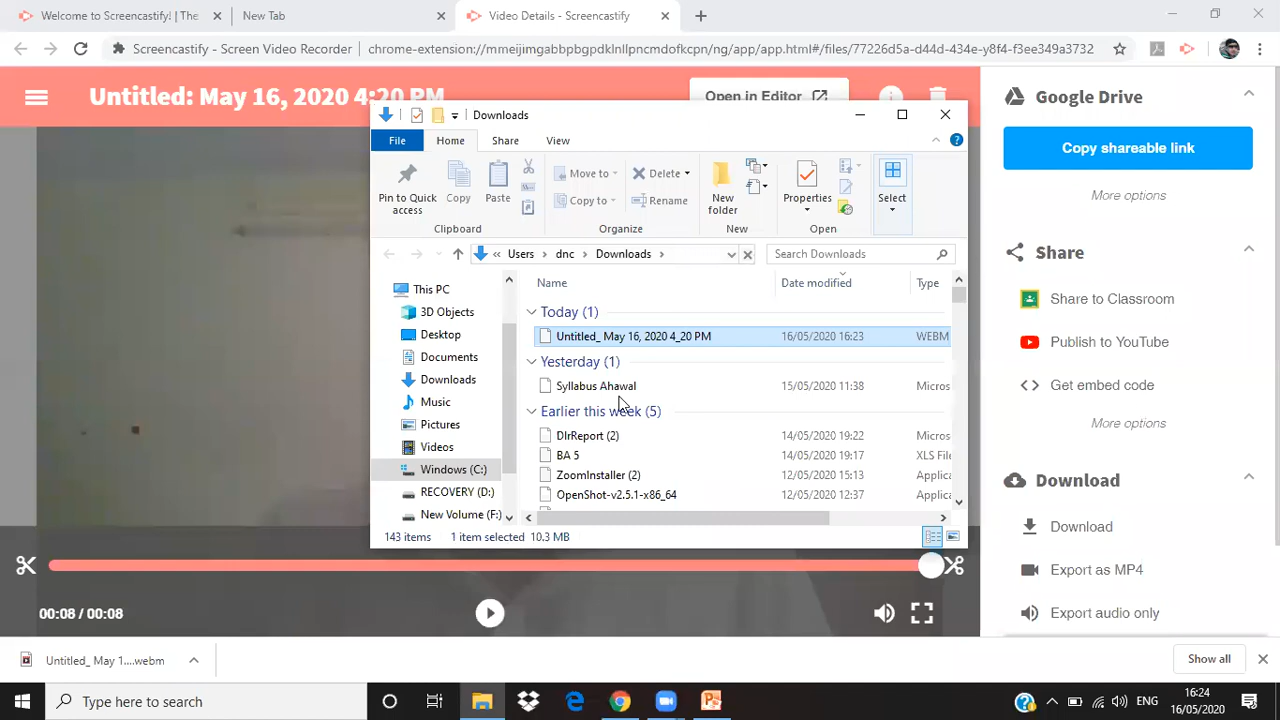 Welcome to Screencastify! | The
New Tab
Video Details - Screencastify
Screencastify - Screen Video Recorder
chrome-extension://mmeijimgabbpbgpdklnllpncmdofkcpn/ng/app/app.html#/files/77226d5a-d44d-434e-y8f4-f3ee349a3732
Untitled: May 16, 2020 4:20 PM
Open in Editor
Downloads
File
Home
Share
View
Pin to Quick access
Copy
Paste
Move to
Copy to
Delete
Rename
New folder
Properties
Select
Clipboard
Organize
New
Open
« Users › dnc › Downloads ›
Search Downloads
This PC
3D Objects
Desktop
Documents
Downloads
Music
Pictures
Videos
Windows (C:)
RECOVERY (D:)
New Volume (F:)
Name
Date modified
Type
Today (1)
Untitled_ May 16, 2020 4_20 PM 16/05/2020 16:23 WEBM
Yesterday (1)
Syllabus Ahawal 15/05/2020 11:38 Micros
Earlier this week (5)
DlrReport (2) 14/05/2020 19:22 Micros
BA 5 14/05/2020 19:17 XLS File
ZoomInstaller (2) 12/05/2020 15:13 Applica
OpenShot-v2.5.1-x86_64 12/05/2020 12:37 Applica
143 items
1 item selected 10.3 MB
Google Drive
Copy shareable link
More options
Share
Share to Classroom
Publish to YouTube
Get embed code
More options
Download
Download
Export as MP4
Export audio only
00:08 / 00:08
Untitled_ May 1....webm
Show all
Type here to search
ENG
16:24
16/05/2020